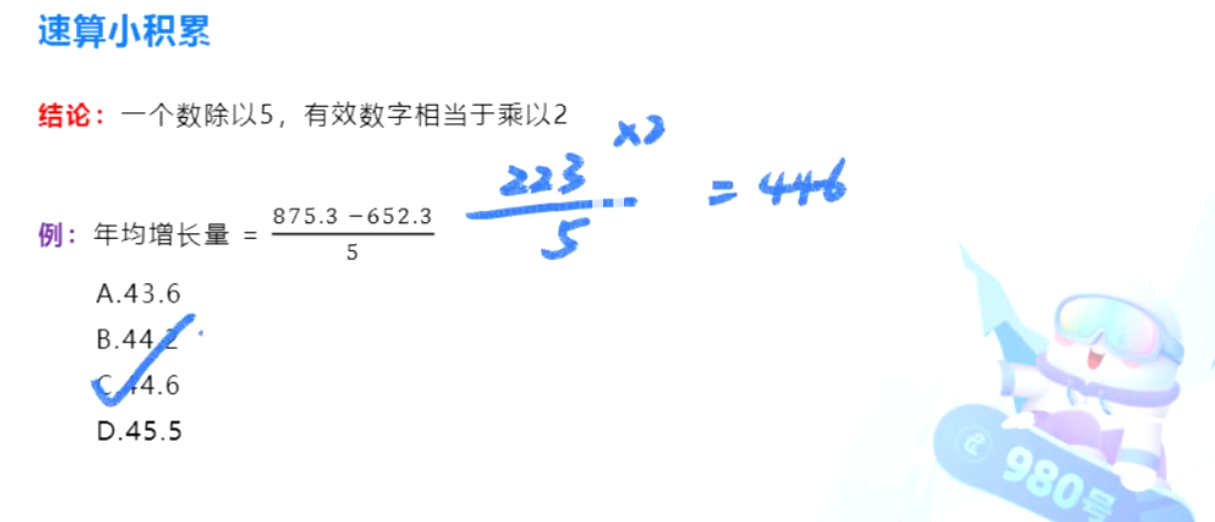 速算小积累
结论：一个数除以5，有效数字相当于乘以2
×2
223
5
= 446
例：年均增长量 = 
875.3 −652.3
5
A.43.6
B.44.2
C.44.6
D.45.5
980号